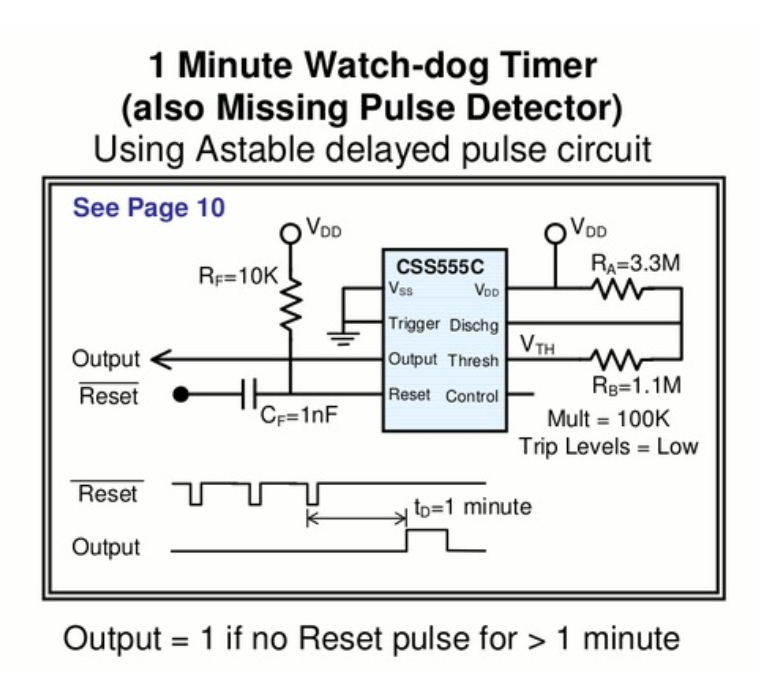 1 Minute Watch-dog Timer
(also Missing Pulse Detector)
Using Astable delayed pulse circuit
See Page 10
VDD
VDD
RF=10K
CSS555C
RA=3.3M
VSS
VDD
Trigger
Dischg
Output
Output
Thresh
VTH
Reset
Reset
Control
RB=1.1M
CF=1nF
Mult = 100K
Trip Levels = Low
Reset
tD=1 minute
Output
Output = 1 if no Reset pulse for > 1 minute